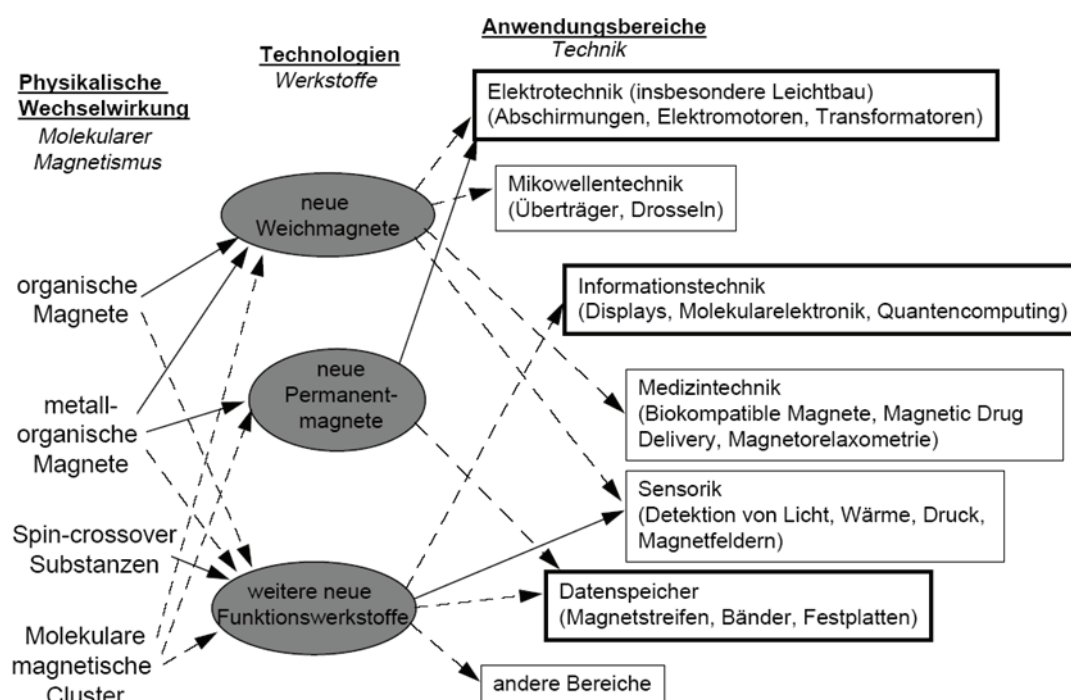 Physikalische
Wechselwirkung
Molekularer
Magnetismus
organische
Magnete
metall-
organische
Magnete
Spin-crossover
Substanzen
Molekulare
magnetische
Cluster
Technologien
Werkstoffe
neue
Weichmagnete
neue
Permanent-
magnete
weitere neue
Funktionswerkstoffe
Anwendungsbereiche
Technik
Elektrotechnik (insbesondere Leichtbau)
(Abschirmungen, Elektromotoren, Transformatoren)
Mikowellentechnik
(Überträger, Drosseln)
Informationstechnik
(Displays, Molekularelektronik, Quantencomputing)
Medizintechnik
(Biokompatible Magnete, Magnetic Drug
Delivery, Magnetorelaxometrie)
Sensorik
(Detektion von Licht, Wärme, Druck,
Magnetfeldern)
Datenspeicher
(Magnetstreifen, Bänder, Festplatten)
andere Bereiche